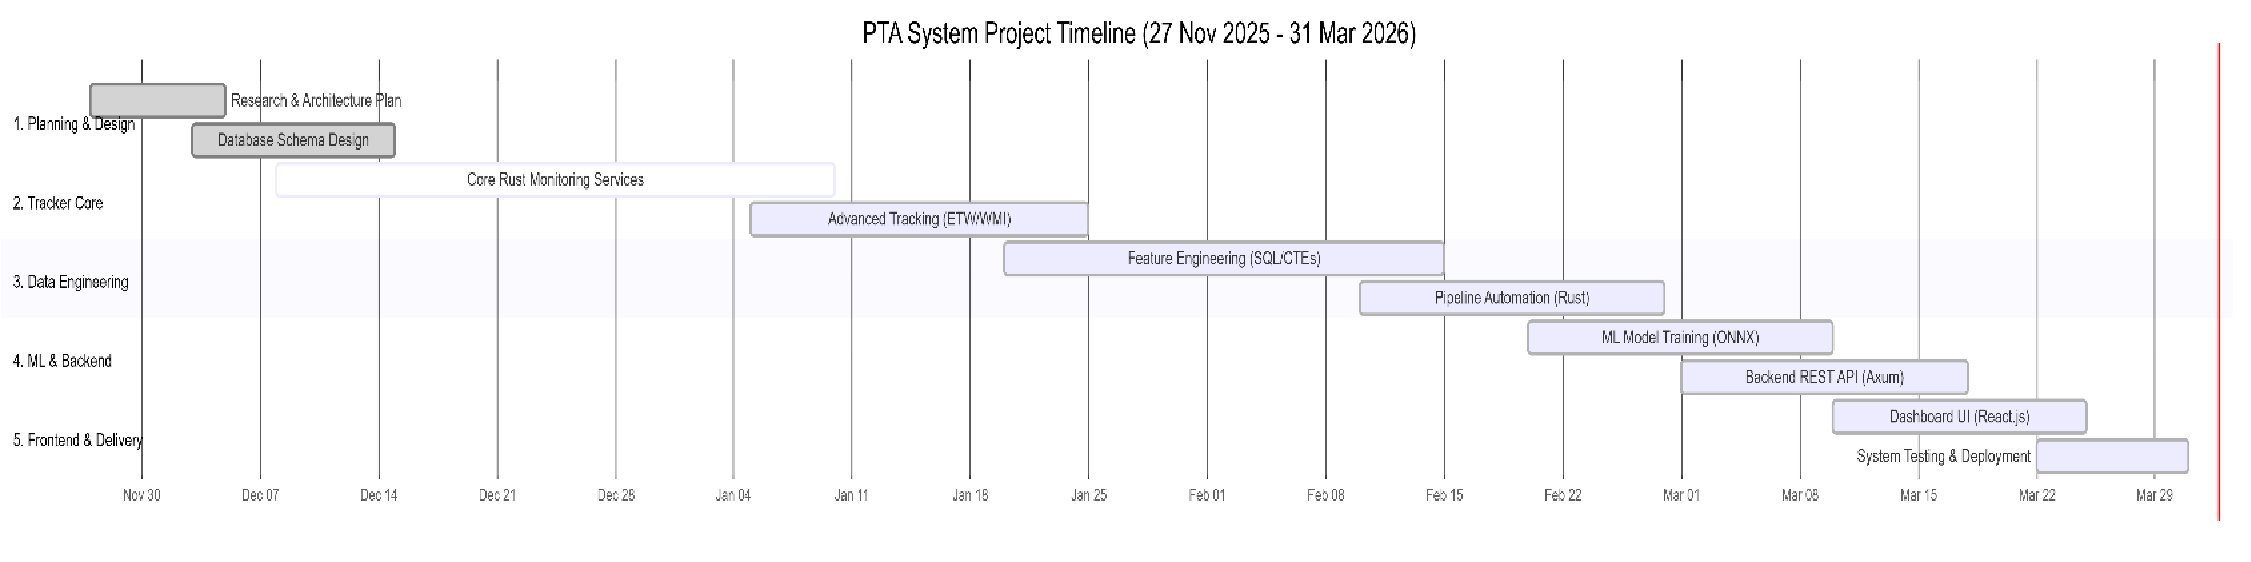 PTA System Project Timeline (27 Nov 2025 - 31 Mar 2026)
Research & Architecture Plan
1. Planning & Design
Database Schema Design
Core Rust Monitoring Services
2. Tracker Core
Advanced Tracking (ETW/WMI)
Feature Engineering (SQL/CTEs)
3. Data Engineering
Pipeline Automation (Rust)
ML Model Training (ONNX)
4. ML & Backend
Backend REST API (Axum)
Dashboard UI (React.js)
5. Frontend & Delivery
System Testing & Deployment
Nov 30 Dec 07 Dec 14 Dec 21 Dec 28 Jan 04 Jan 11 Jan 18 Jan 25 Feb 01 Feb 08 Feb 15 Feb 22 Mar 01 Mar 08 Mar 15 Mar 22 Mar 29